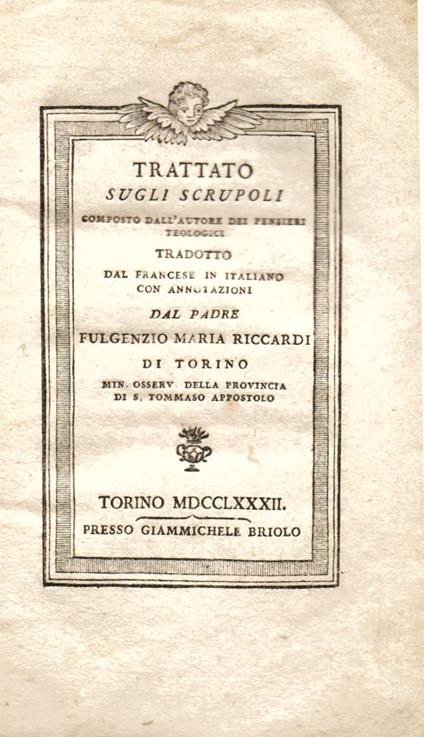 TRATTATO
SUGLI SCRUPOLI
COMPOSTO DALL'AUTORE DEI PENSIERI
TEOLOGICI
TRADOTTO
DAL FRANCESE IN ITALIANO
CON ANNOTAZIONI
DAL PADRE
FULGENZIO MARIA RICCARDI
DI TORINO
MIN. OSSERV. DELLA PROVINCIA
DI S. TOMMASO APPOSTOLO
TORINO MDCCLXXXII.
PRESSO GIAMMICHELE BRIOLO